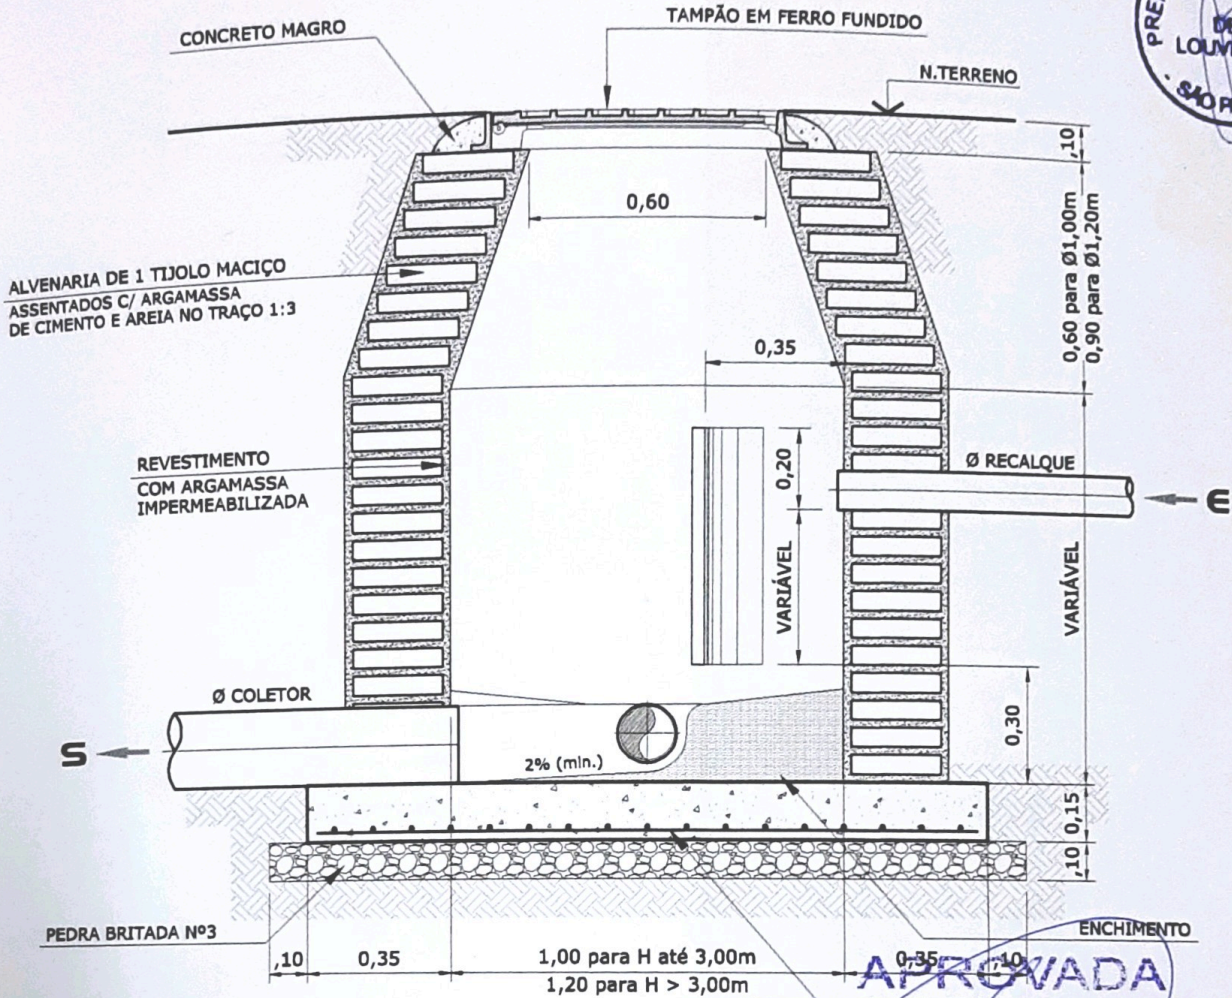 CONCRETO MAGRO
TAMPÃO EM FERRO FUNDIDO
N.TERRENO
,10
0,60
0,60 para Ø1,00m
0,90 para Ø1,20m
ALVENARIA DE 1 TIJOLO MACIÇO
ASSENTADOS C/ ARGAMASSA
DE CIMENTO E AREIA NO TRAÇO 1:3
0,35
REVESTIMENTO
COM ARGAMASSA
IMPERMEABILIZADA
0,20
Ø RECALQUE
E
VARIÁVEL
VARIÁVEL
Ø COLETOR
S
2% (mín.)
0,30
0,15
,10
PEDRA BRITADA Nº3
ENCHIMENTO
,10
0,35
1,00 para H até 3,00m
1,20 para H > 3,00m
0,35
,10
APROVADA